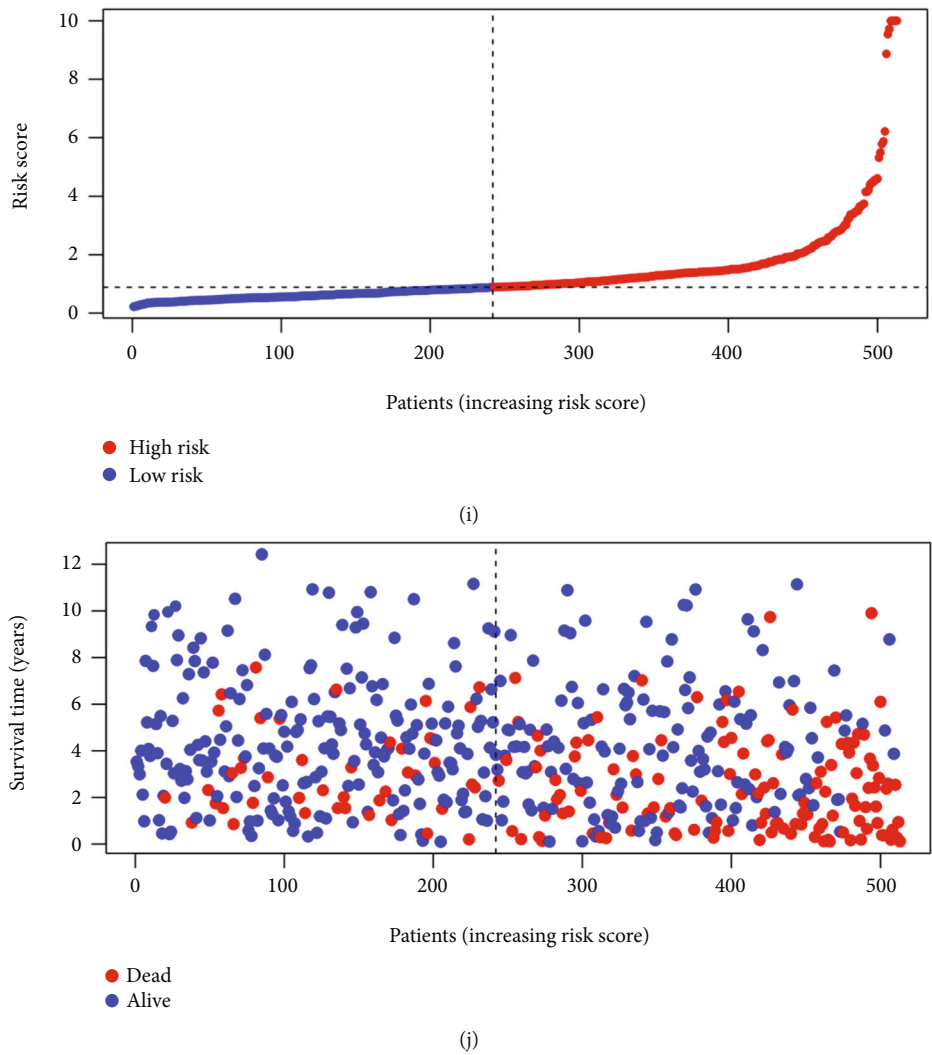 10
8
6
4
2
0
Risk score
0 100 200 300 400 500
Patients (increasing risk score)
High risk
Low risk
(i)
12
10
8
6
4
2
0
Survival time (years)
0 100 200 300 400 500
Patients (increasing risk score)
Dead
Alive
(j)